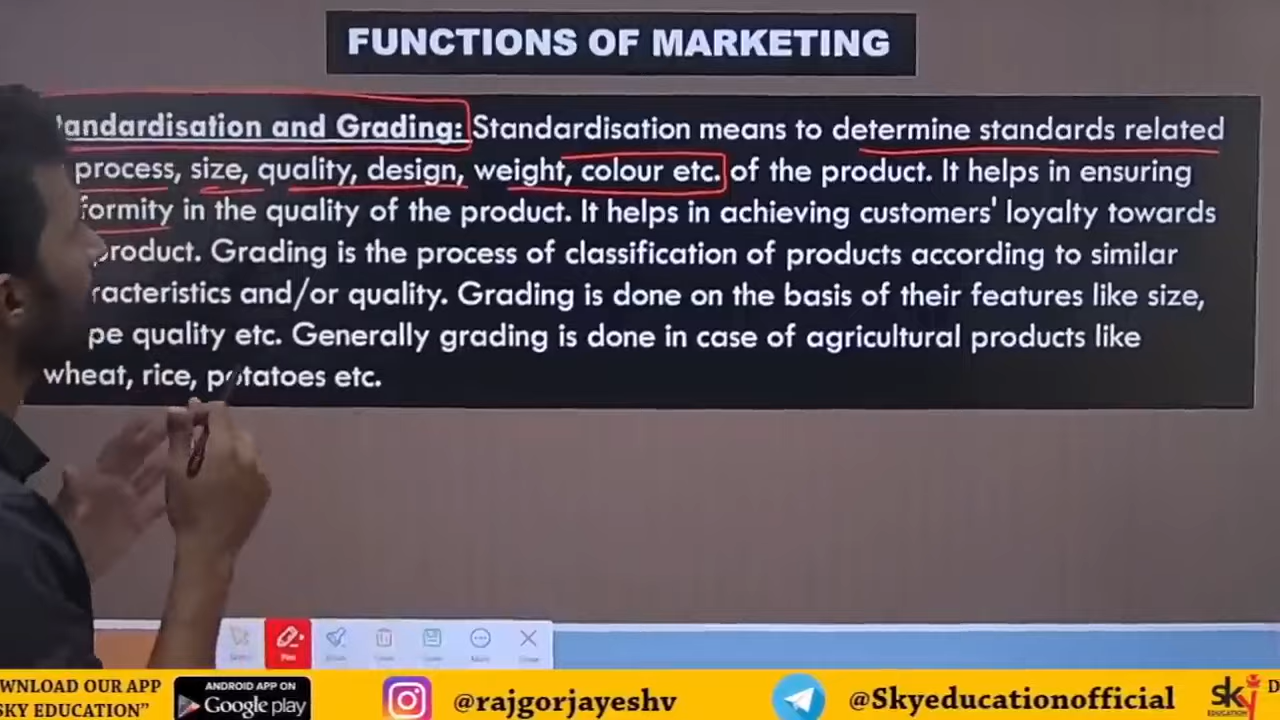 FUNCTIONS OF MARKETING
andardisation and Grading: Standardisation means to determine standards related
process, size, quality, design, weight, colour etc. of the product. It helps in ensuring
formity in the quality of the product. It helps in achieving customers' loyalty towards
product. Grading is the process of classification of products according to similar
racteristics and/or quality. Grading is done on the basis of their features like size,
pe quality etc. Generally grading is done in case of agricultural products like
wheat, rice, potatoes etc.
WNLOAD OUR APP
SKY EDUCATION”
ANDROID APP ON
Google play
@rajgorjayeshv
@Skyeducationofficial
sky
EDUCATION
D